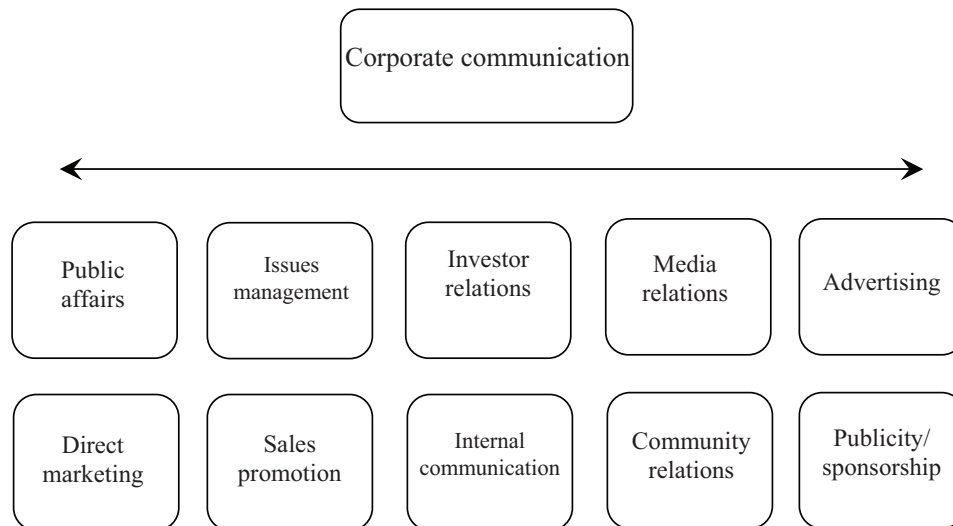 Corporate communication
Public
affairs
Issues
management
Investor
relations
Media
relations
Advertising
Direct
marketing
Sales
promotion
Internal
communication
Community
relations
Publicity/
sponsorship